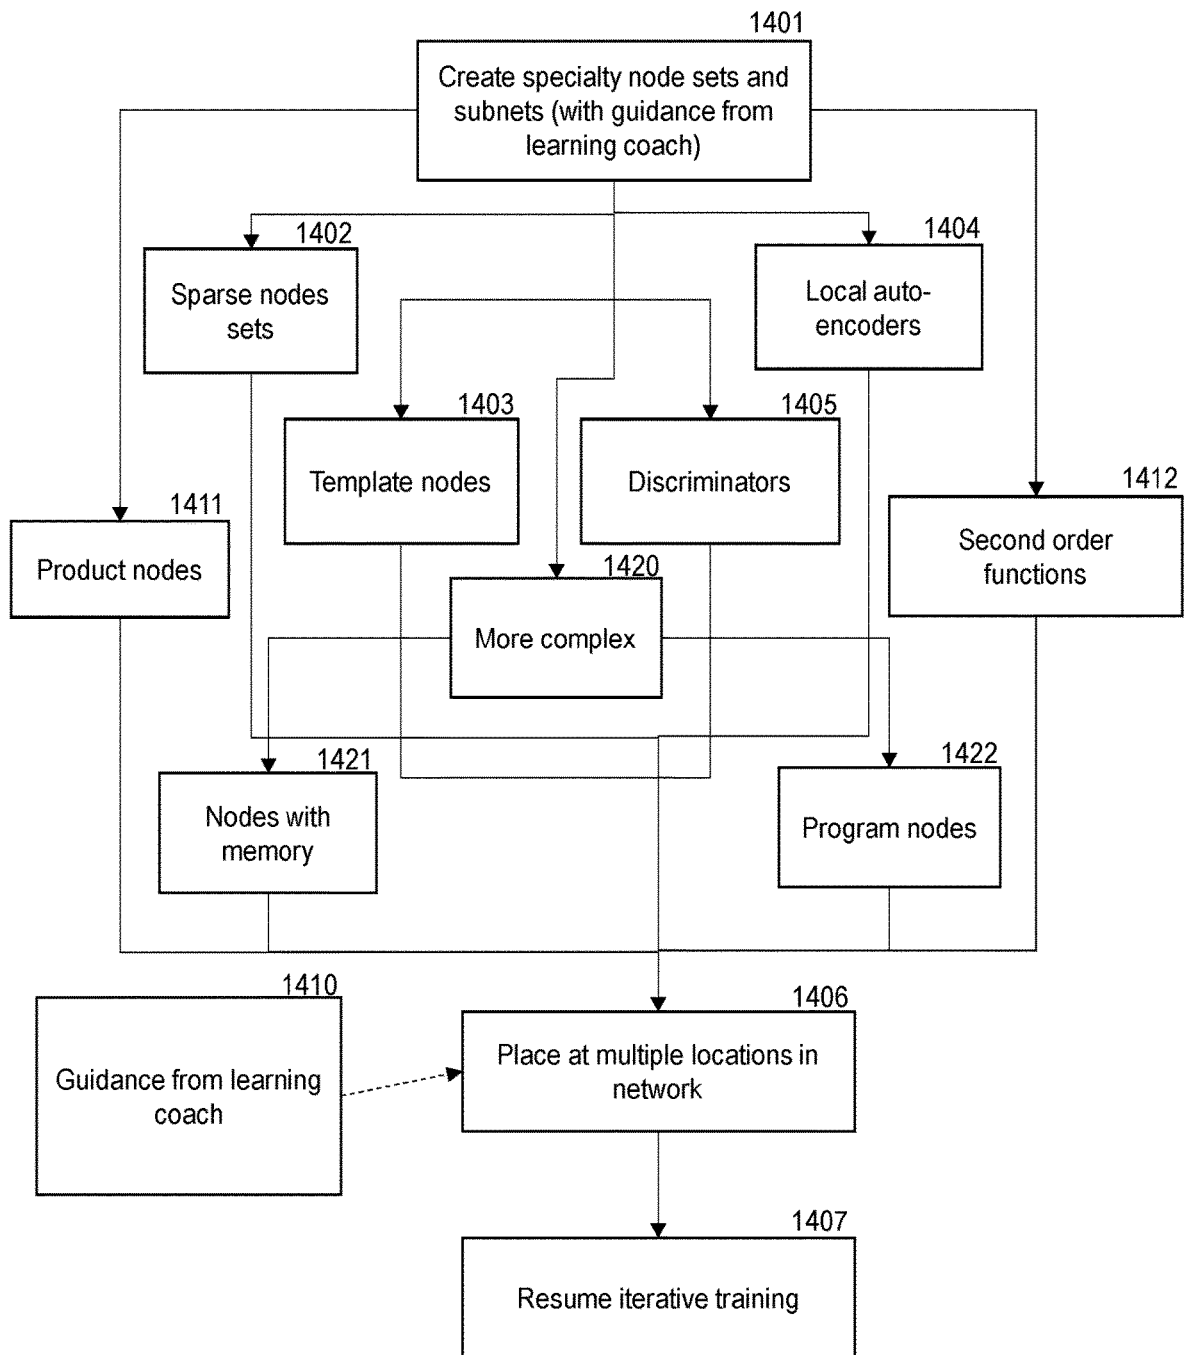 1401
Create specialty node sets and
subnets (with guidance from
learning coach)
1402
Sparse nodes
sets
1404
Local auto-
encoders
1403
Template nodes
1405
Discriminators
1411
Product nodes
1412
Second order
functions
1420
More complex
1421
Nodes with
memory
1422
Program nodes
1410
Guidance from learning
coach
1406
Place at multiple locations in
network
1407
Resume iterative training